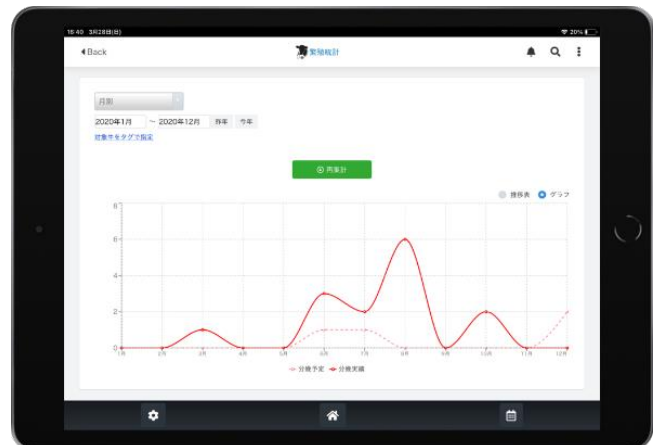 16:40 3月28日(日)
20%
Back
繁殖統計
月別
2020年1月 ～ 2020年12月 昨年 今年
対象牛をタグで指定
再集計
推移表 グラフ
8
6
4
2
0
1月 2月 3月 4月 5月 6月 7月 8月 9月 10月 11月 12月
分娩予定 分娩実績